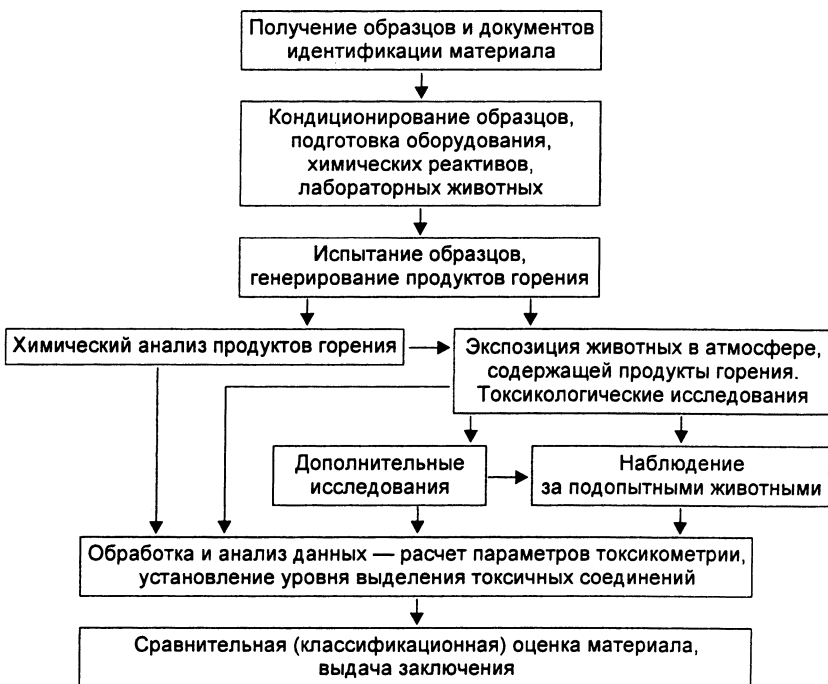 Получение образцов и документов
идентификации материала
Кондиционирование образцов,
подготовка оборудования,
химических реактивов,
лабораторных животных
Испытание образцов,
генерирование продуктов горения
Химический анализ продуктов горения
Экспозиция животных в атмосфере,
содержащей продукты горения.
Токсикологические исследования
Дополнительные
исследования
Наблюдение
за подопытными животными
Обработка и анализ данных — расчет параметров токсикометрии,
установление уровня выделения токсичных соединений
Сравнительная (классификационная) оценка материала,
выдача заключения